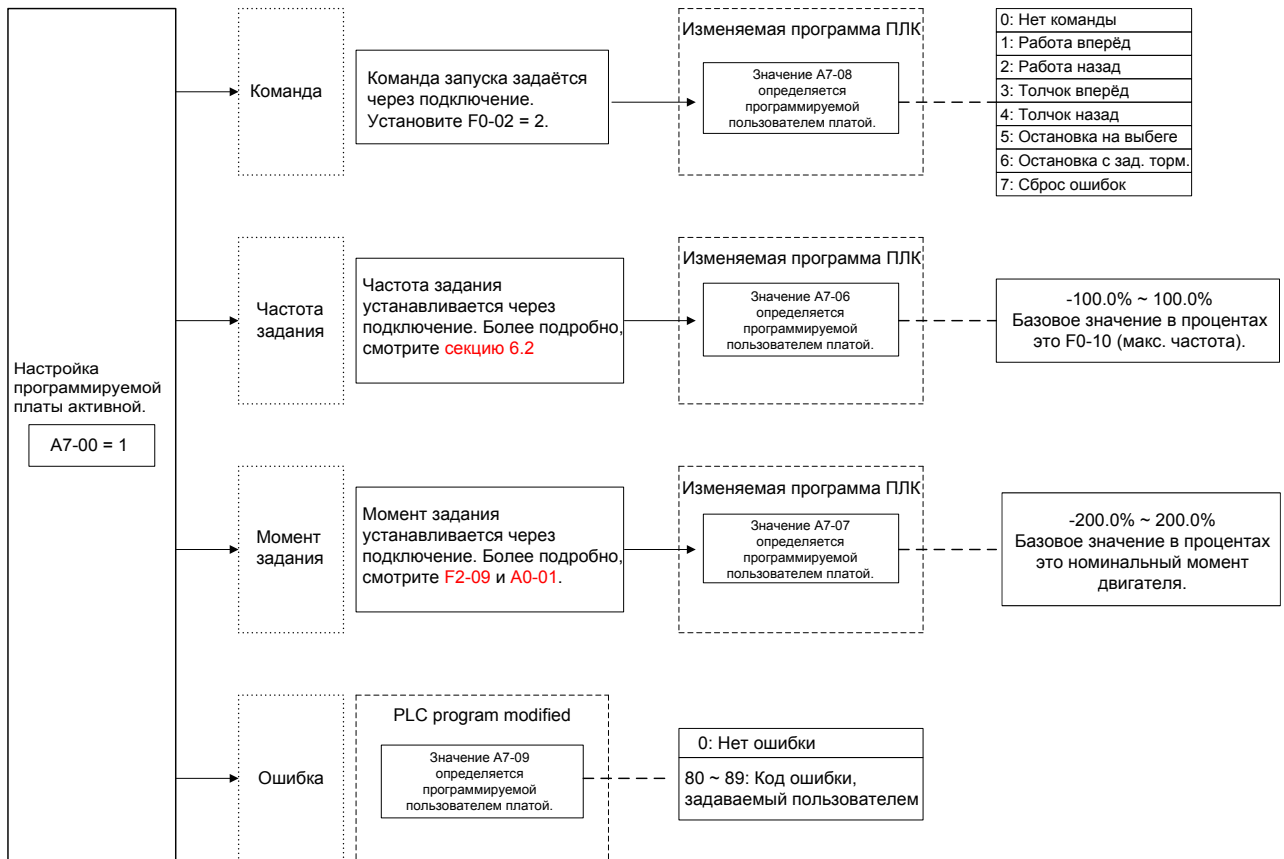 Настройка
программируемой
платы активной.
A7-00 = 1
Команда
Команда запуска задаётся
через подключение.
Установите F0-02 = 2.
Изменяемая программа ПЛК
Значение A7-08
определяется
программируемой
пользователем платой.
0: Нет команды
1: Работа вперёд
2: Работа назад
3: Толчок вперёд
4: Толчок назад
5: Остановка на выбеге
6: Остановка с зад. торм.
7: Сброс ошибок
Частота
задания
Частота задания
устанавливается через
подключение. Более подробно,
смотрите секцию 6.2
Изменяемая программа ПЛК
Значение A7-06
определяется
программируемой
пользователем платой.
-100.0% ~ 100.0%
Базовое значение в процентах
это F0-10 (макс. частота).
Момент
задания
Момент задания
устанавливается через
подключение. Более подробно,
смотрите F2-09 и A0-01.
Изменяемая программа ПЛК
Значение A7-07
определяется
программируемой
пользователем платой.
-200.0% ~ 200.0%
Базовое значение в процентах
это номинальный момент
двигателя.
Ошибка
PLC program modified
Значение A7-09
определяется
программируемой
пользователем платой.
0: Нет ошибки
80 ~ 89: Код ошибки,
задаваемый пользователем